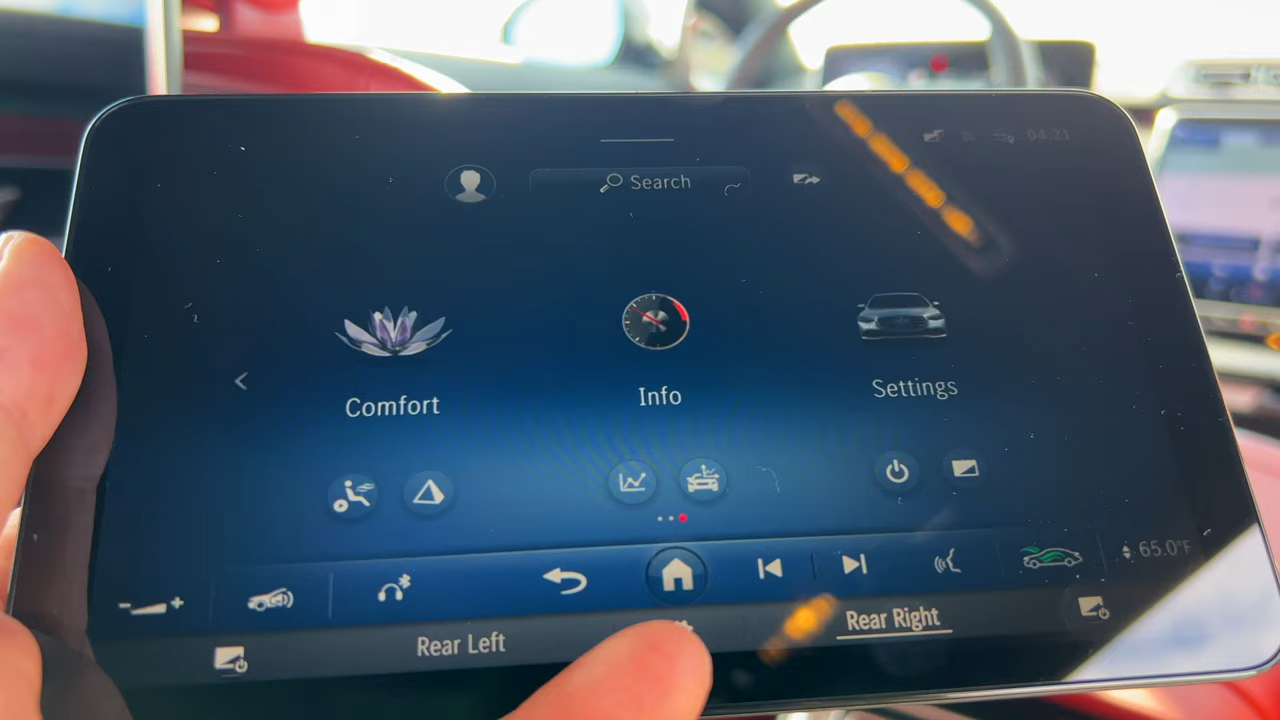 04:21
Search
Comfort
Info
Settings
65.0°F
Rear Left
Rear Right